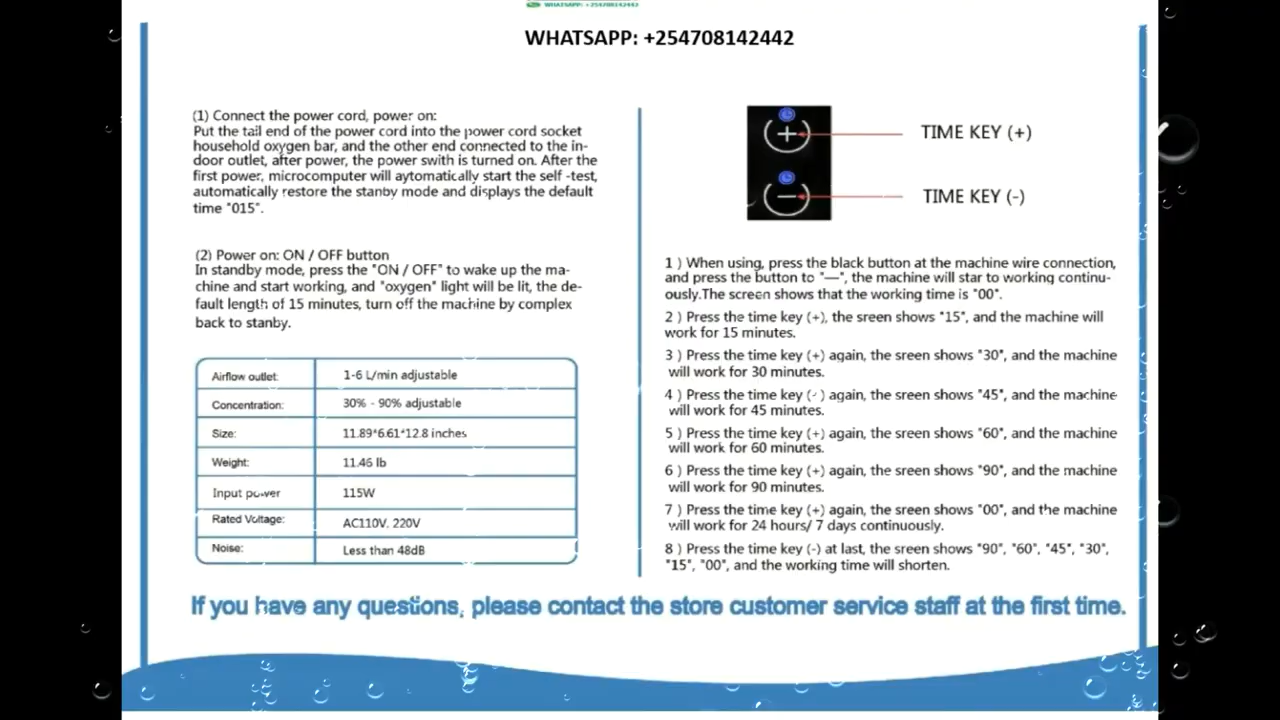 WHATSAPP: +254708142442
WHATSAPP: +254708142442
(1) Connect the power cord, power on:
Put the tail end of the power cord into the power cord socket
household oxygen bar, and the other end connected to the in-
door outlet, after power, the power swith is turned on. After the
first power, microcomputer will aytomatically start the self -test,
automatically restore the stanby mode and displays the default
time "015".
(2) Power on: ON / OFF button
In standby mode, press the "ON / OFF" to wake up the ma-
chine and start working, and "oxygen" light will be lit, the de-
fault length of 15 minutes, turn off the machine by complex
back to stanby.
Airflow outlet: 1-6 L/min adjustable
Concentration: 30% - 90% adjustable
Size: 11.89*6.61*12.8 inches
Weight: 11.46 lb
Input power 115W
Rated Voltage: AC110V. 220V
Noise: Less than 48dB
TIME KEY (+)
TIME KEY (-)
1 ) When using, press the black button at the machine wire connection,
and press the button to "—", the machine will star to working continu-
ously.The screen shows that the working time is "00".
2 ) Press the time key (+), the sreen shows "15", and the machine will
work for 15 minutes.
3 ) Press the time key (+) again, the sreen shows "30", and the machine
will work for 30 minutes.
4 ) Press the time key (-) again, the sreen shows "45", and the machine
will work for 45 minutes.
5 ) Press the time key (+) again, the sreen shows "60", and the machine
will work for 60 minutes.
6 ) Press the time key (+) again, the sreen shows "90", and the machine
will work for 90 minutes.
7 ) Press the time key (+) again, the sreen shows "00", and the machine
will work for 24 hours/ 7 days continuously.
8 ) Press the time key (-) at last, the sreen shows "90", "60", "45", "30",
"15", "00", and the working time will shorten.
If you have any questions, please contact the store customer service staff at the first time.